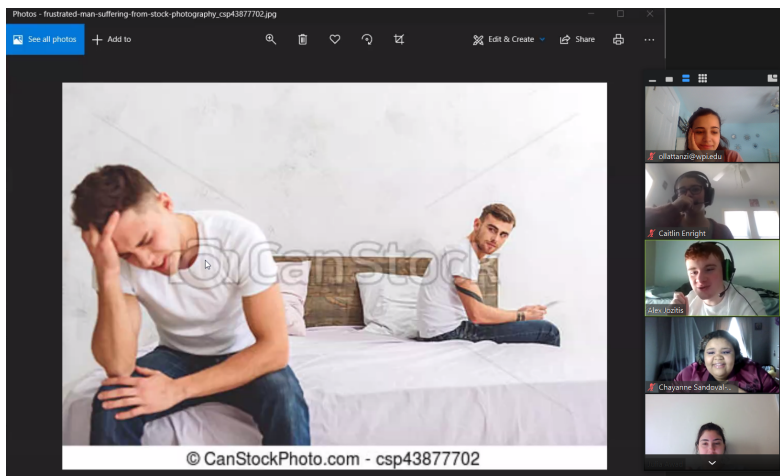 Photos - frustrated-man-suffering-from-stock-photography_csp43877702.jpg
See all photos
Add to
Edit & Create
Share
CanStock
© CanStockPhoto.com - csp43877702
ollattanzi@wpi.edu
Caitlin Enright
Alex Jozitis
Chayanne Sandoval-...